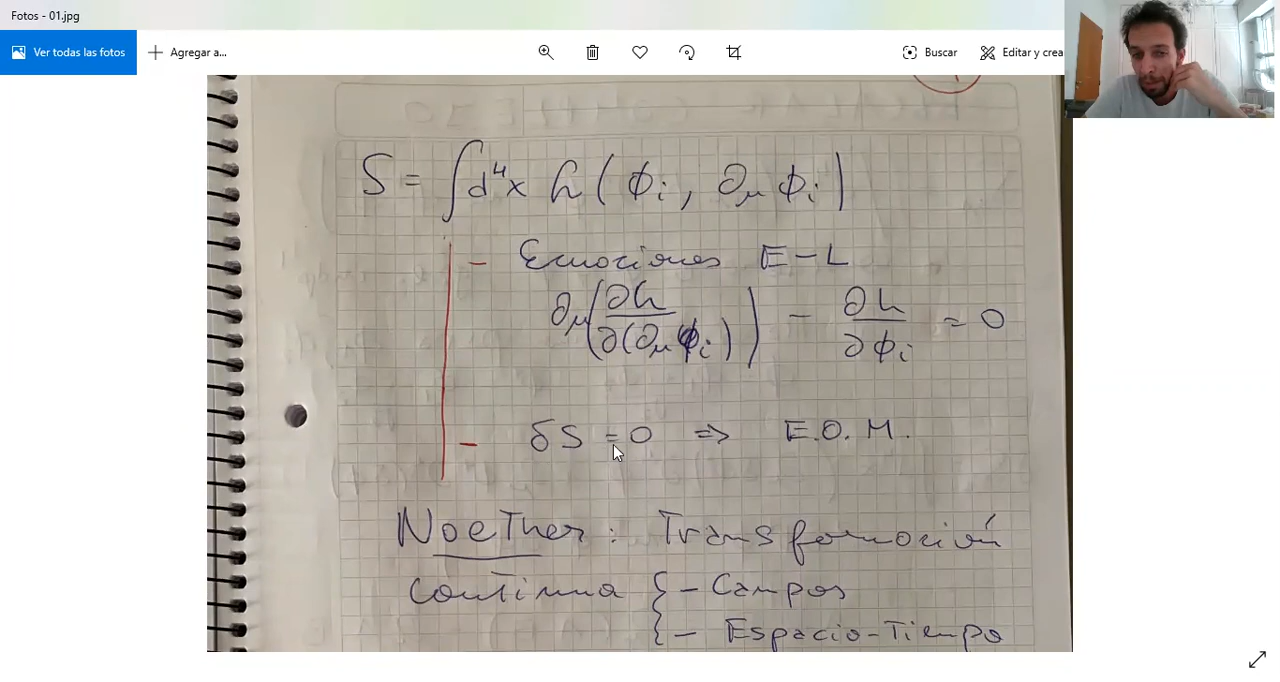 Fotos - 01.jpg
Ver todas las fotos
Agregar a...
Buscar
Editar y crea
S = ∫d⁴x ℒ(ϕᵢ, ∂μϕᵢ)
- Ecuaciones E-L
∂μ(∂ℒ/∂(∂μϕᵢ)) - ∂ℒ/∂ϕᵢ = 0
- δS = 0 ⇒ E.O.M.
Noether: Transformación
continua { - Campos
{ - Espacio-Tiempo